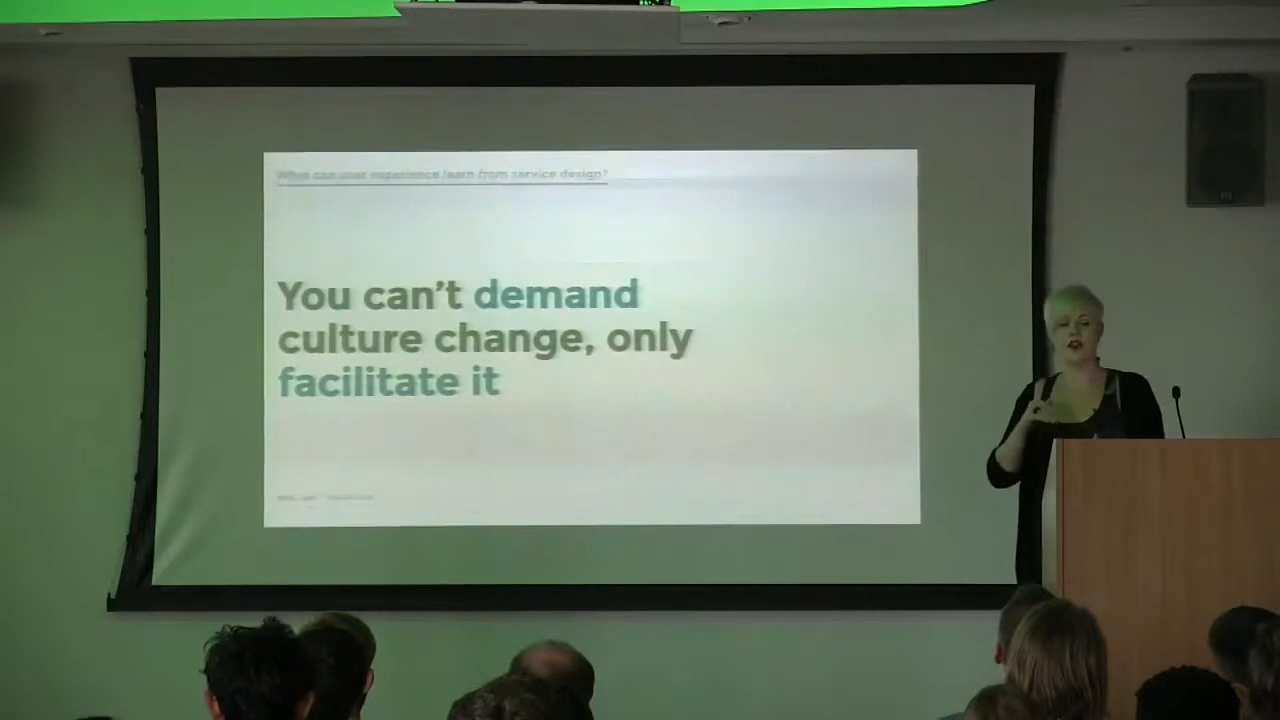 What can user experience learn from service design?
You can't demand
culture change, only
facilitate it